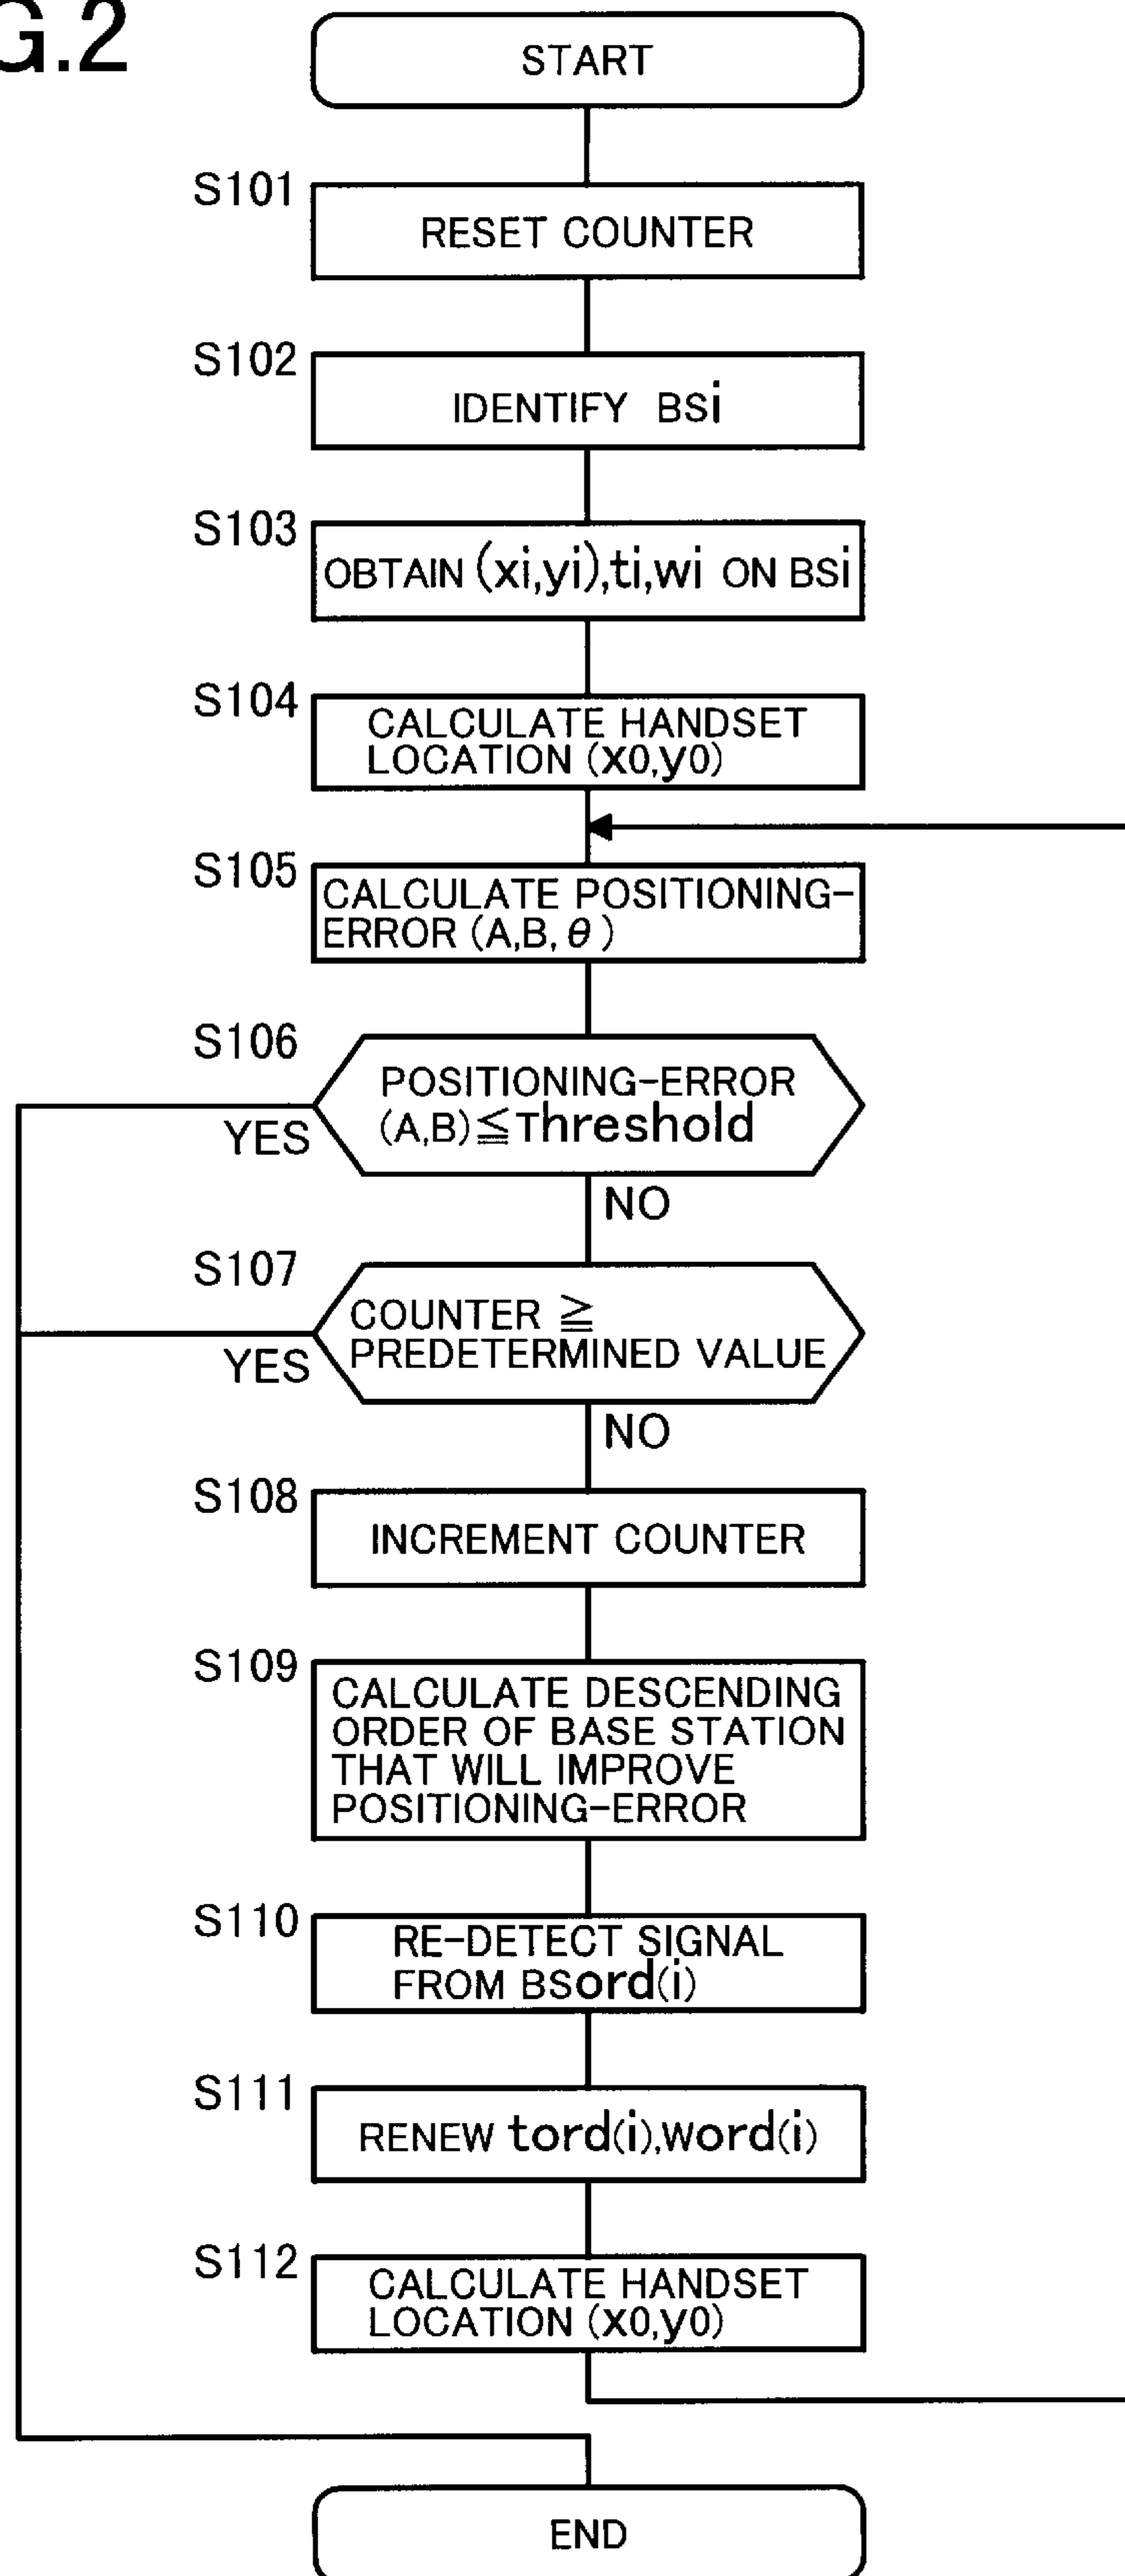 G.2
START
S101
RESET COUNTER
S102
IDENTIFY BSi
S103
OBTAIN (xi,yi),ti,wi ON BSi
S104
CALCULATE HANDSET
LOCATION (x0,y0)
S105
CALCULATE POSITIONING-
ERROR (A,B,θ)
S106
POSITIONING-ERROR
(A,B)≦Threshold
YES
NO
S107
COUNTER ≧
PREDETERMINED VALUE
YES
NO
S108
INCREMENT COUNTER
S109
CALCULATE DESCENDING
ORDER OF BASE STATION
THAT WILL IMPROVE
POSITIONING-ERROR
S110
RE-DETECT SIGNAL
FROM BSord(i)
S111
RENEW tord(i),word(i)
S112
CALCULATE HANDSET
LOCATION (x0,y0)
END